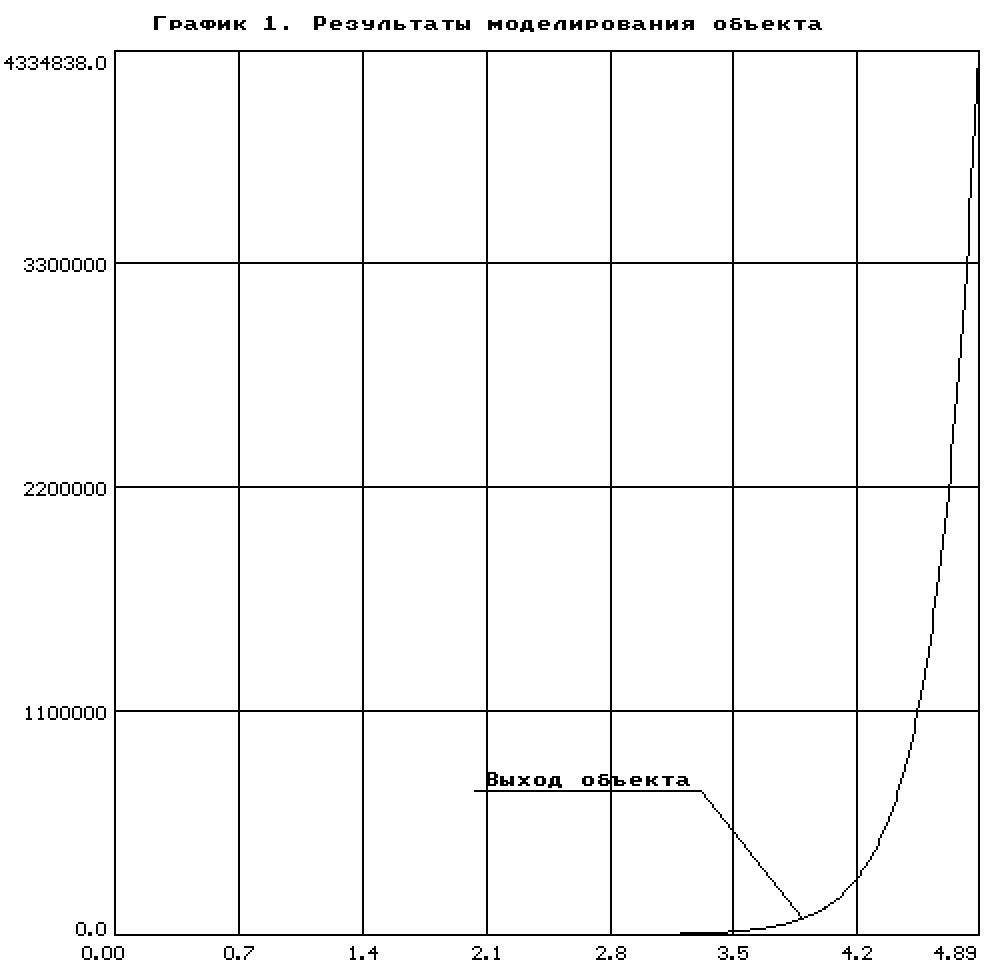 График 1. Результаты моделирования объекта
4334838.0
3300000
2200000
1100000
Выход объекта
0.0
0.00 0.7 1.4 2.1 2.8 3.5 4.2 4.89